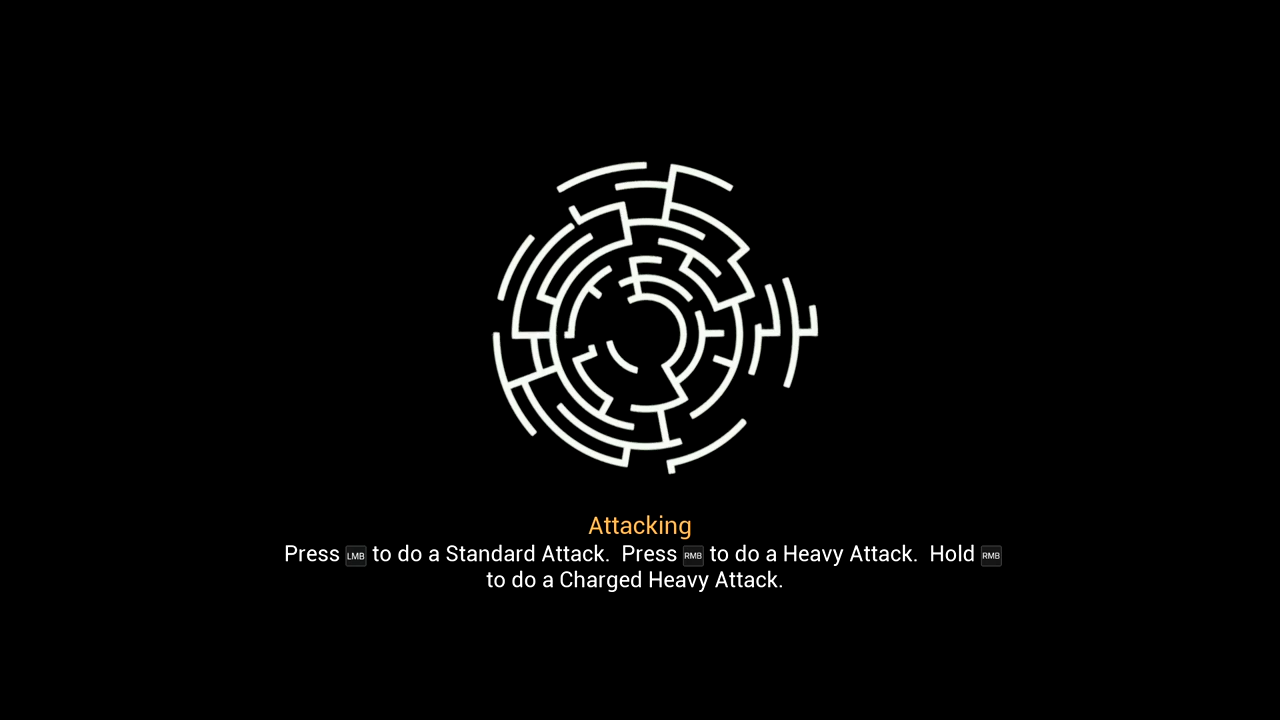 Attacking
Press LMB to do a Standard Attack.  Press RMB to do a Heavy Attack.  Hold RMB
to do a Charged Heavy Attack.